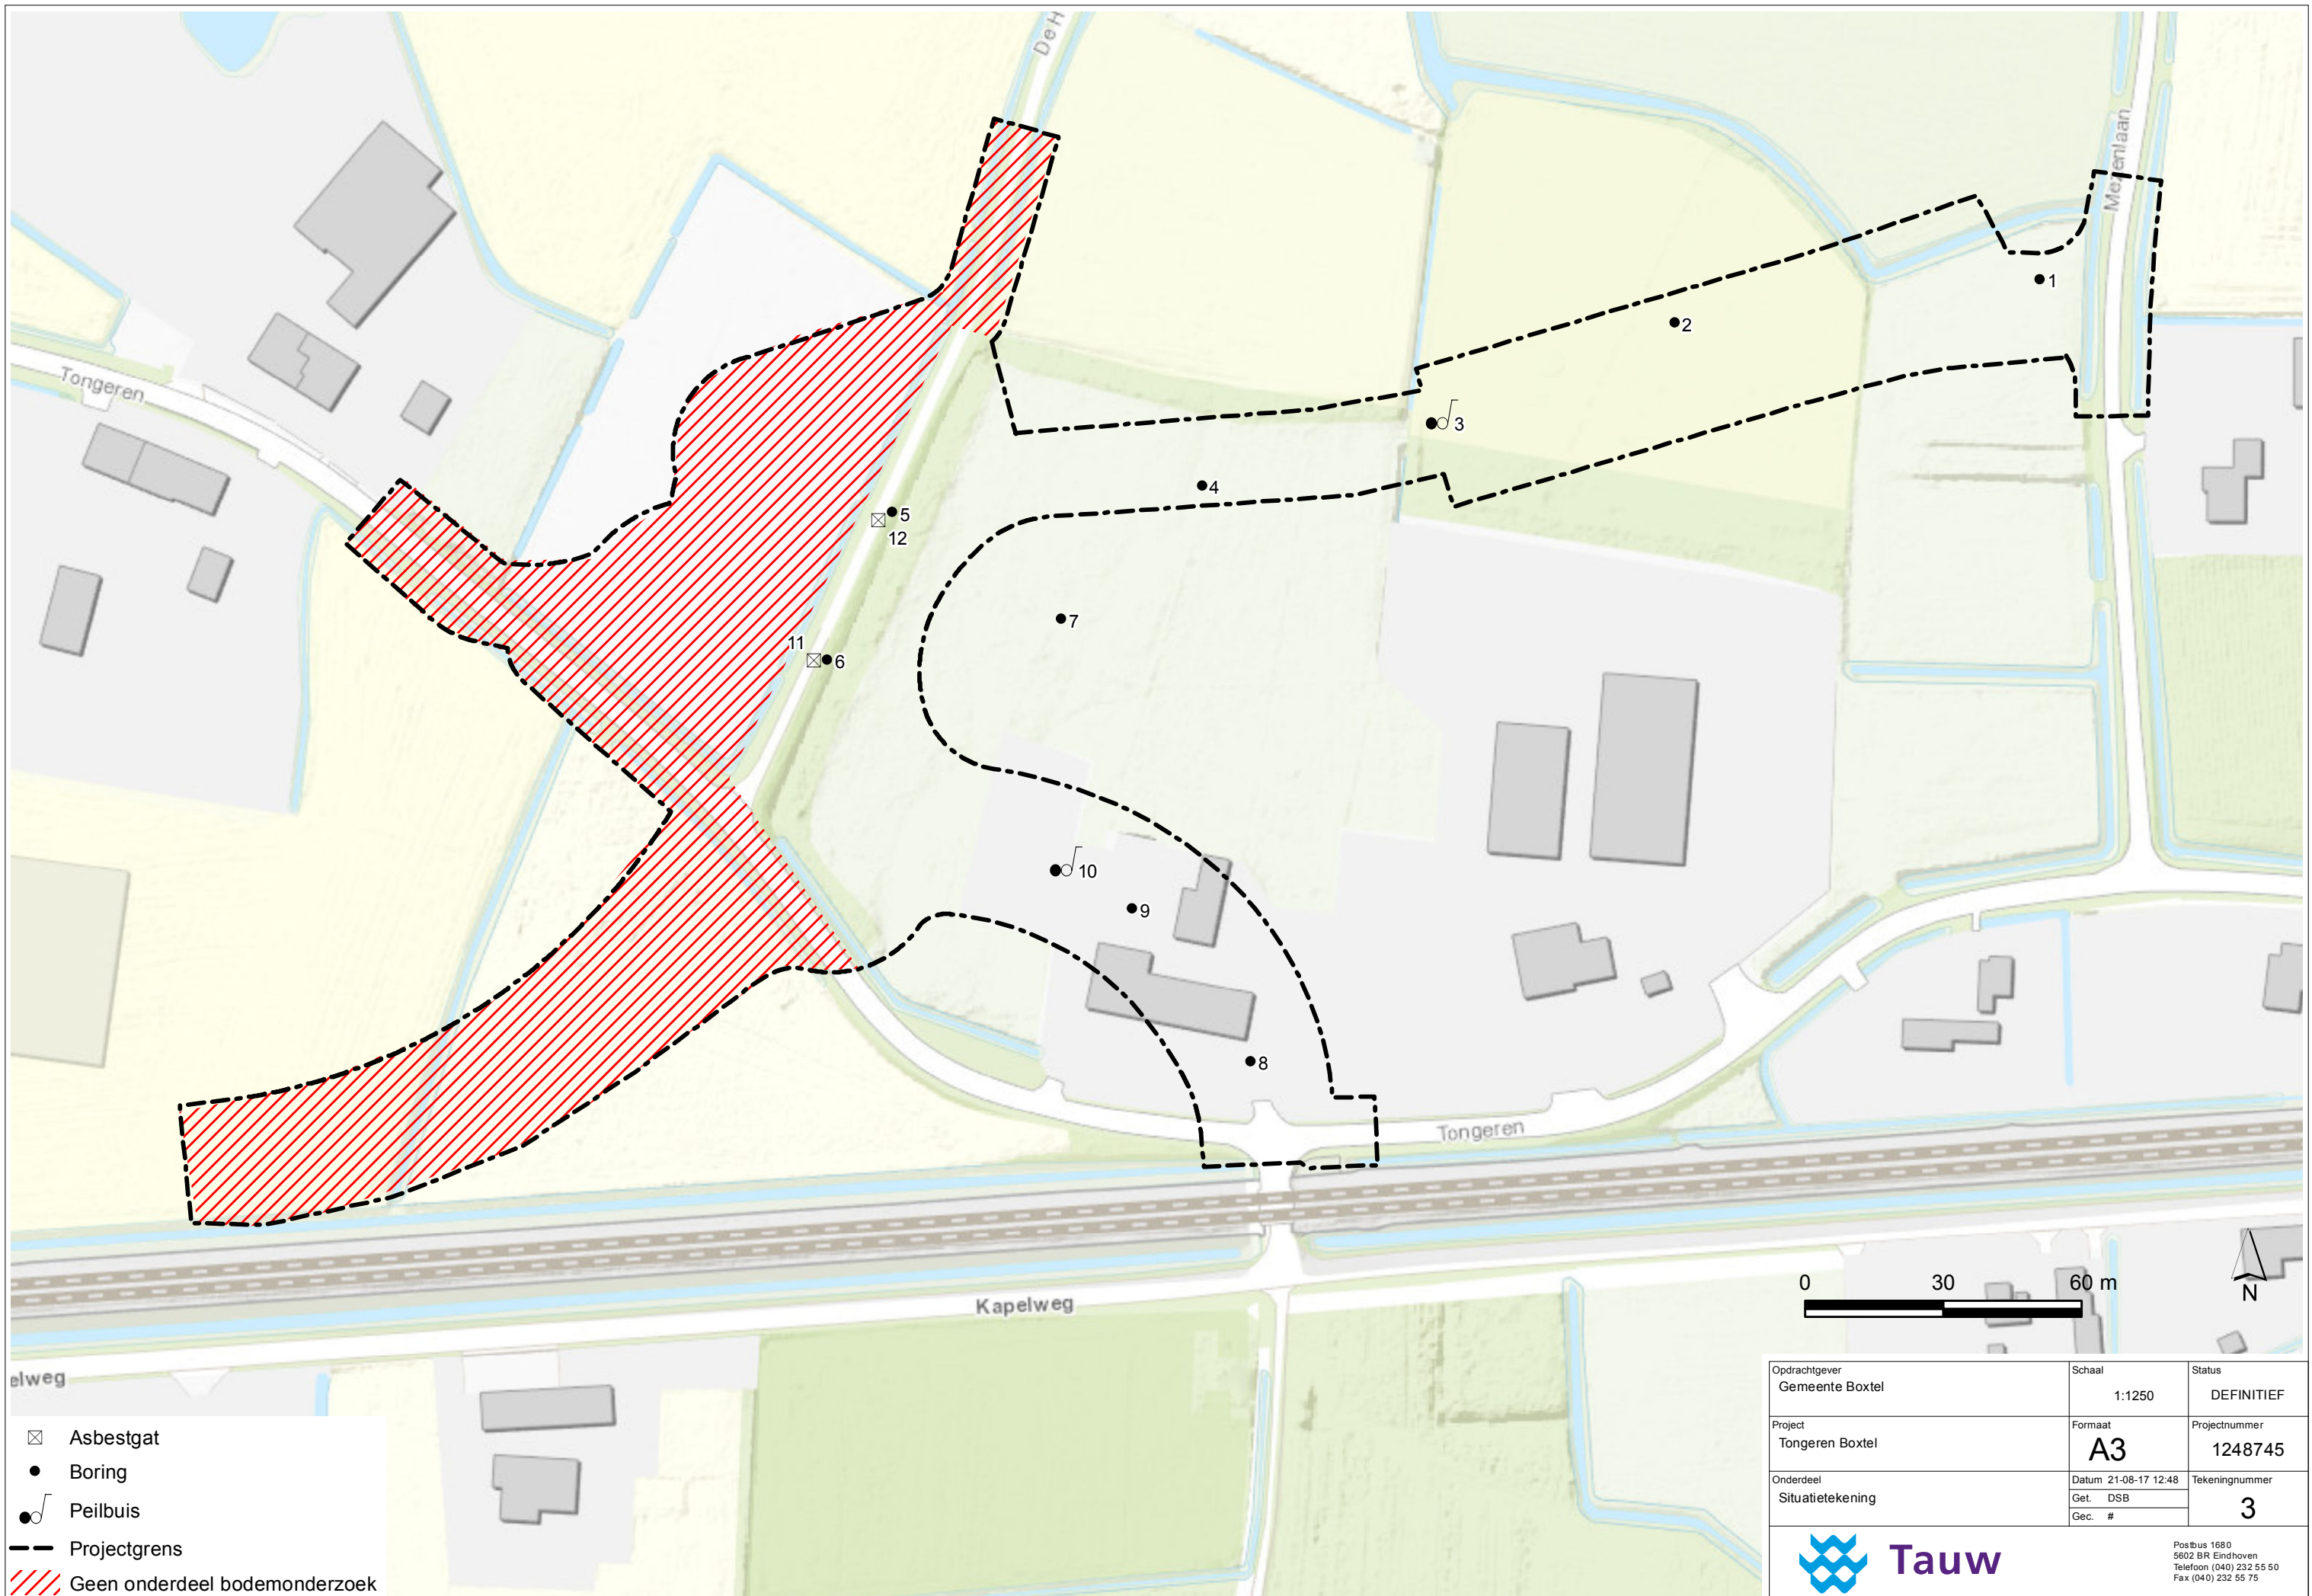 De H
Mezenlaan
Tongeren
1
2
3
4
5
12
7
11
6
10
9
8
Tongeren
0 30 60 m
N
Kapelweg
elweg
Asbestgat
Boring
Peilbuis
Projectgrens
Geen onderdeel bodemonderzoek
Opdrachtgever
Gemeente Boxtel
Schaal
1:1250
Status
DEFINITIEF
Project
Tongeren Boxtel
Formaat
A3
Projectnummer
1248745
Onderdeel
Situatietekening
Datum 21-08-17 12:48
Get. DSB
Gec. #
Tekeningnummer
3
Tauw
Postbus 1680
5602 BR Eindhoven
Telefoon (040) 232 55 50
Fax (040) 232 55 75